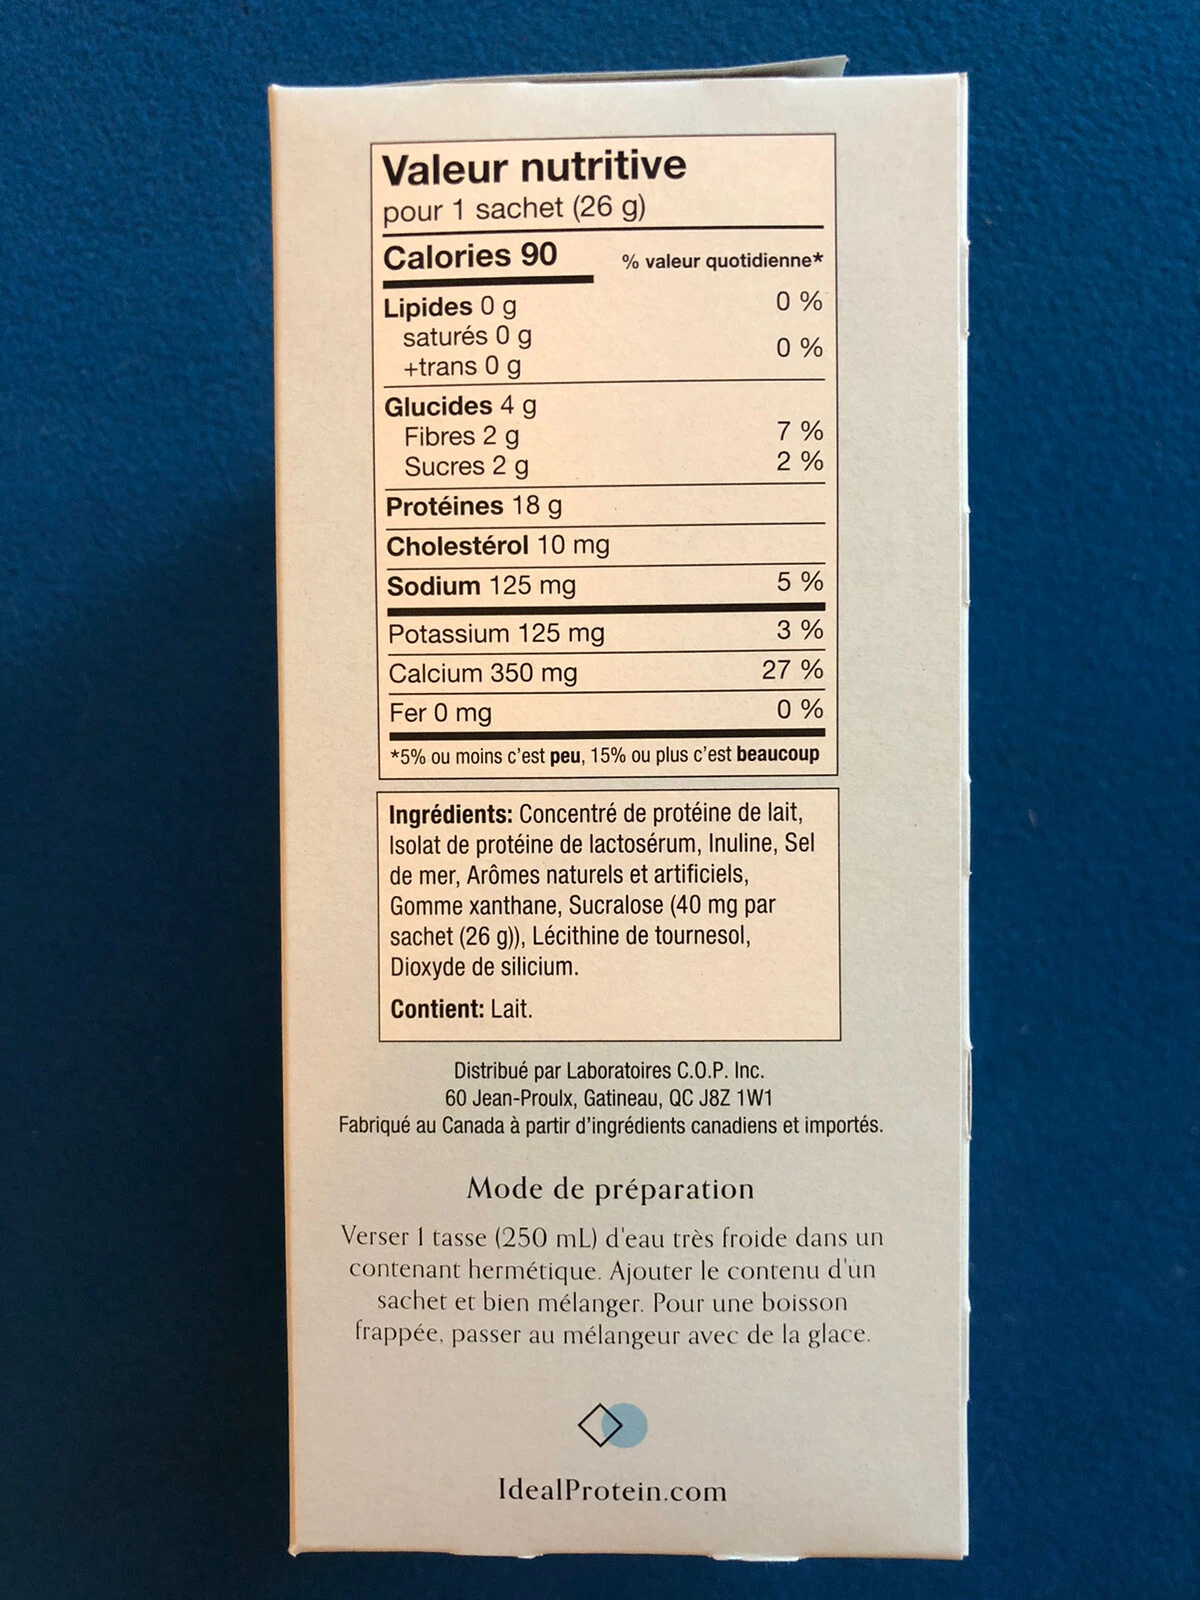 Valeur nutritive
pour 1 sachet (26 g)
Calories 90 % valeur quotidienne*
Lipides 0 g 0 %
saturés 0 g
+trans 0 g 0 %
Glucides 4 g
Fibres 2 g 7 %
Sucres 2 g 2 %
Protéines 18 g
Cholestérol 10 mg
Sodium 125 mg 5 %
Potassium 125 mg 3 %
Calcium 350 mg 27 %
Fer 0 mg 0 %
*5% ou moins c'est peu, 15% ou plus c'est beaucoup
Ingrédients: Concentré de protéine de lait,
Isolat de protéine de lactosérum, Inuline, Sel
de mer, Arômes naturels et artificiels,
Gomme xanthane, Sucralose (40 mg par
sachet (26 g)), Lécithine de tournesol,
Dioxyde de silicium.
Contient: Lait.
Distribué par Laboratoires C.O.P. Inc.
60 Jean-Proulx, Gatineau, QC J8Z 1W1
Fabriqué au Canada à partir d'ingrédients canadiens et importés.
Mode de préparation
Verser 1 tasse (250 mL) d'eau très froide dans un
contenant hermétique. Ajouter le contenu d'un
sachet et bien mélanger. Pour une boisson
frappée, passer au mélangeur avec de la glace.
IdealProtein.com